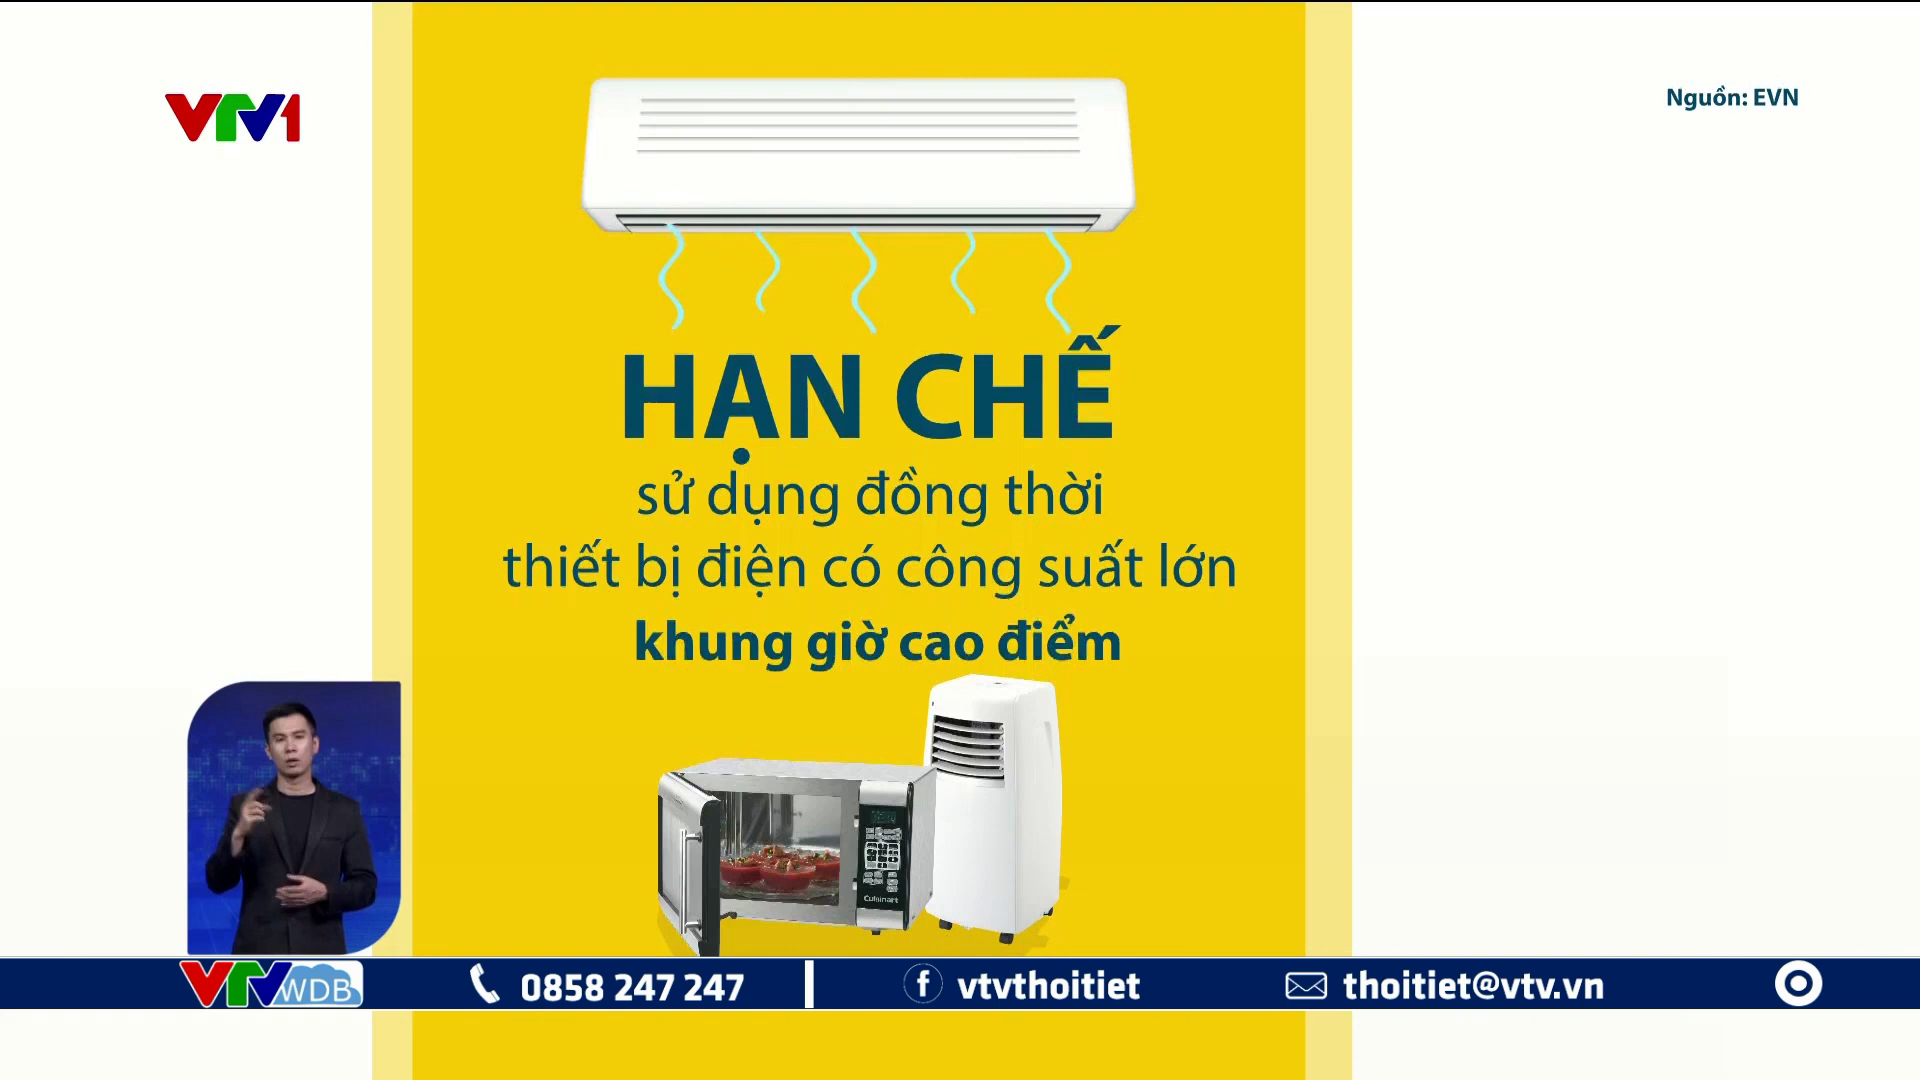 VTV1
Nguồn: EVN
HẠN CHẾ
sử dụng đồng thời
thiết bị điện có công suất lớn
khung giờ cao điểm
Cuisinart
VTV WDB
0858 247 247
vtvthoitiet
thoitiet@vtv.vn